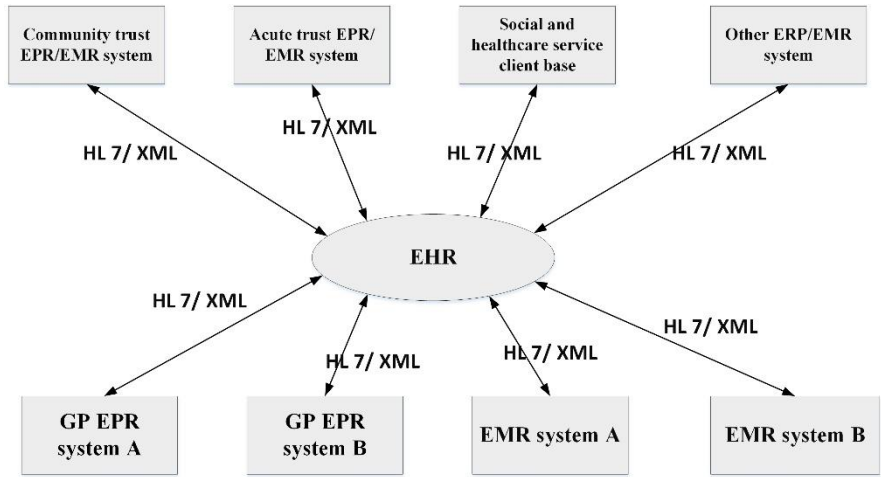 Community trust
EPR/EMR system
Acute trust EPR/
EMR system
Social and
healthcare service
client base
Other ERP/EMR
system
HL 7/ XML
HL 7/ XML
HL 7/ XML
HL 7/ XML
EHR
HL 7/ XML
HL 7/ XML
HL 7/ XML
HL 7/ XML
GP EPR
system A
GP EPR
system B
EMR system A
EMR system B